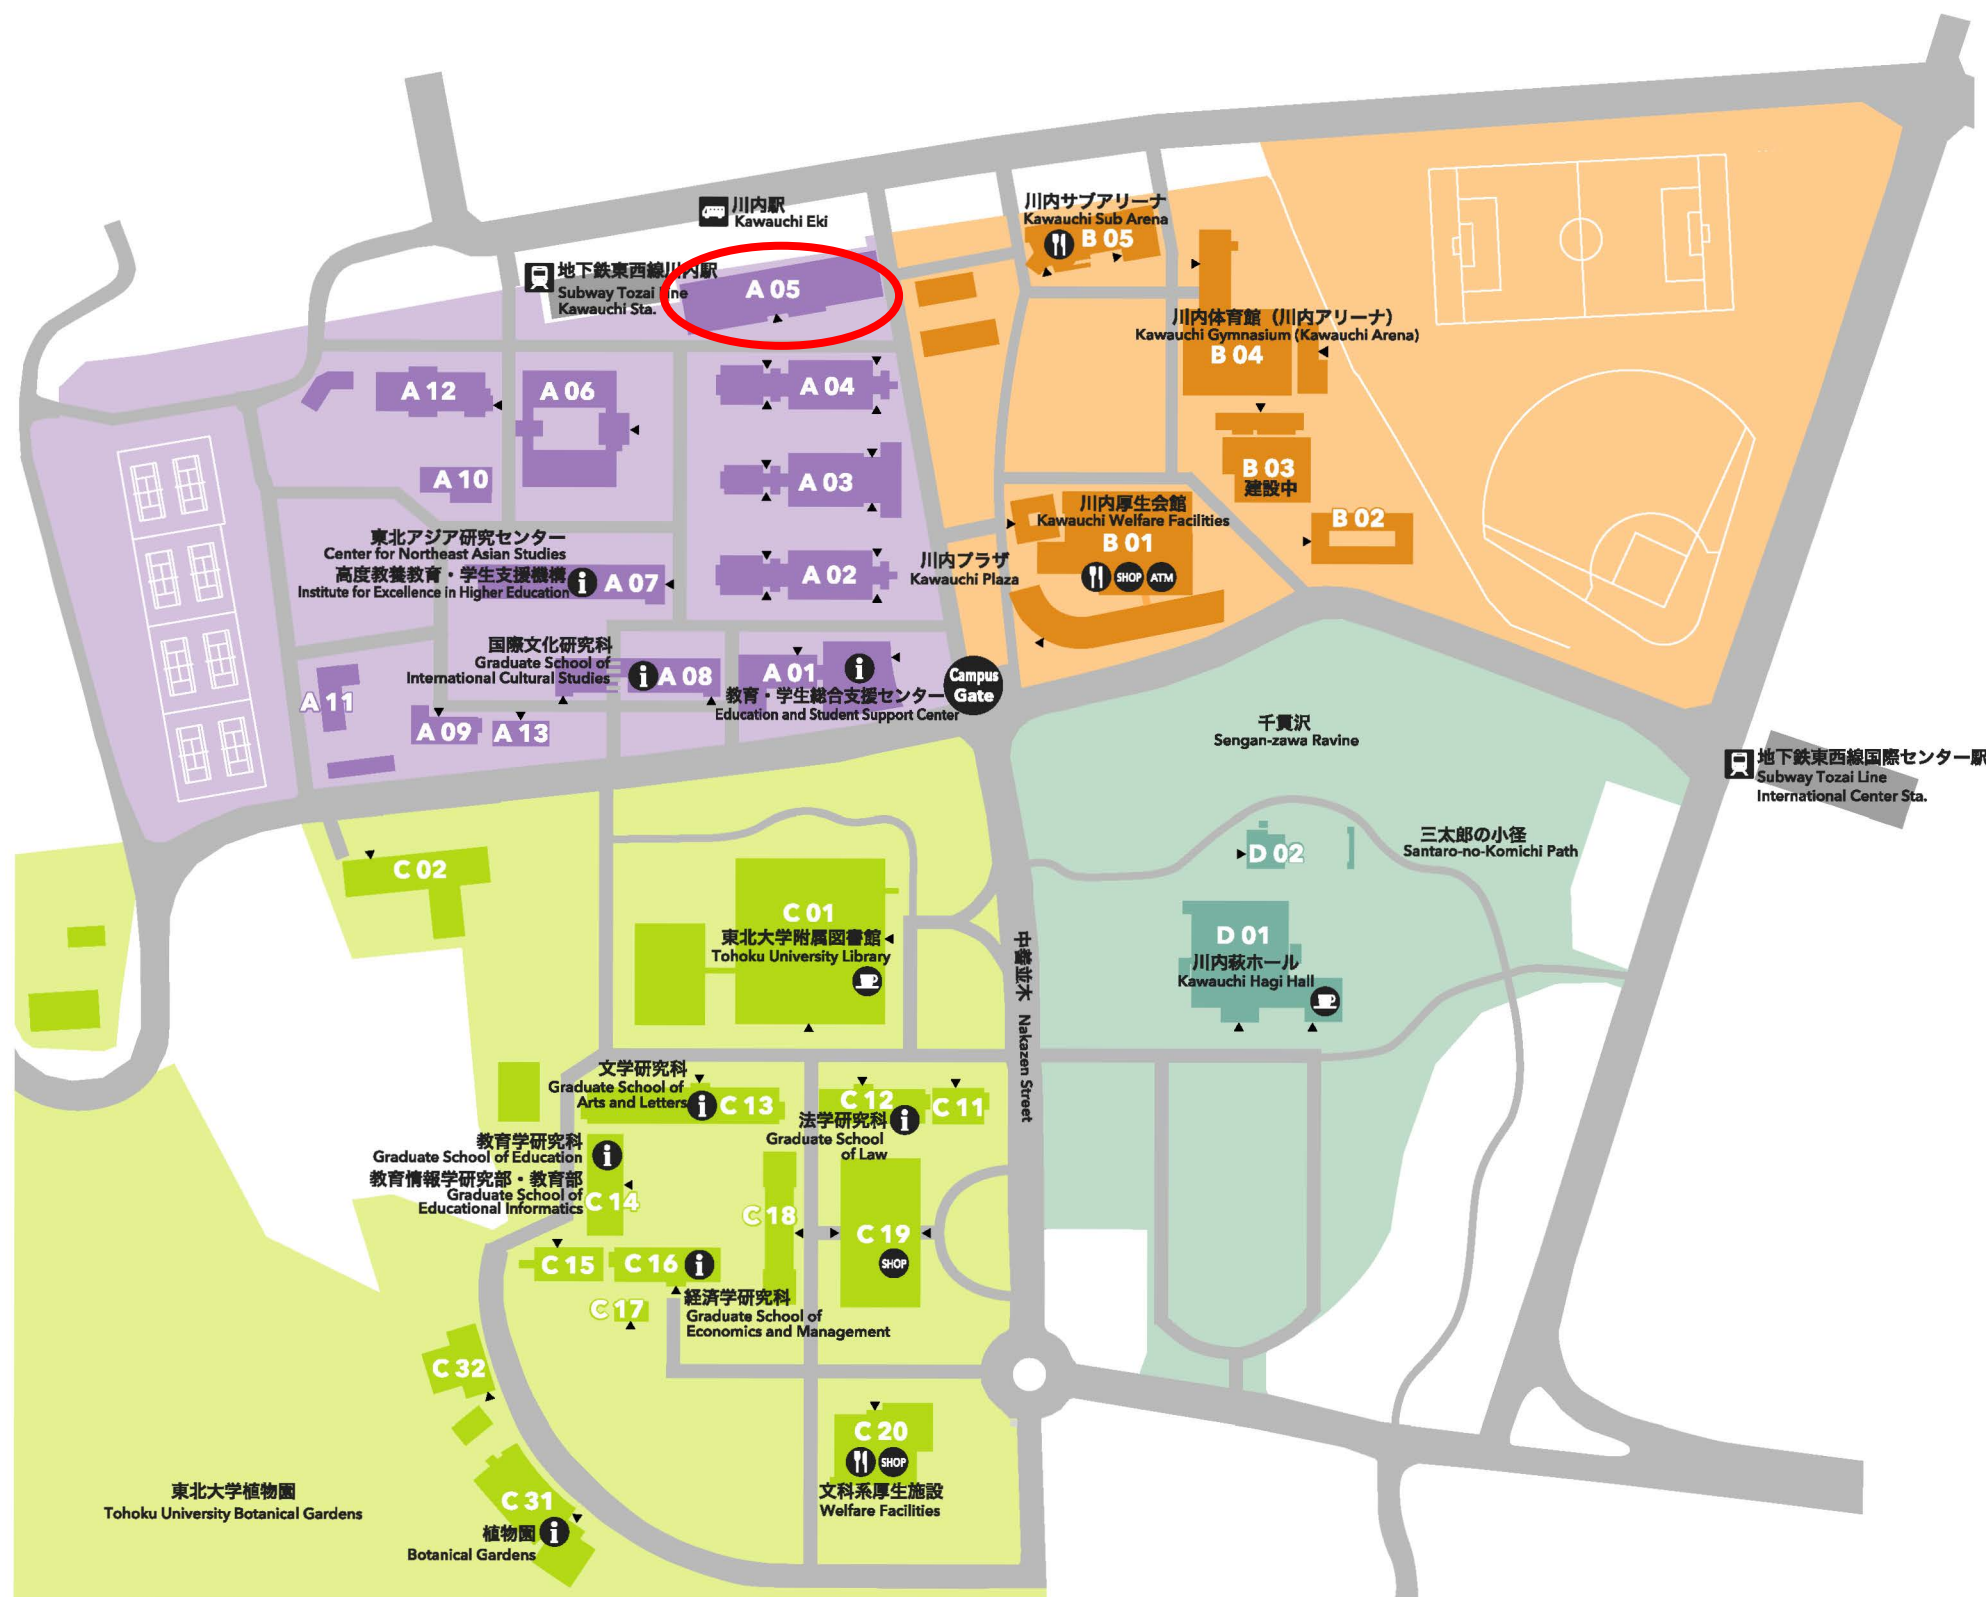 川内駅
Kawauchi Eki
地下鉄東西線川内駅
Subway Tozai Line
Kawauchi Sta.
A 05
川内サブアリーナ
Kawauchi Sub Arena
B 05
川内体育館（川内アリーナ）
Kawauchi Gymnasium (Kawauchi Arena)
B 04
A 12
A 06
A 04
A 10
A 03
B 03
建設中
B 02
川内厚生会館
Kawauchi Welfare Facilities
B 01
SHOP
ATM
東北アジア研究センター
Center for Northeast Asian Studies
高度教養教育・学生支援機構
Institute for Excellence in Higher Education
A 07
A 02
川内プラザ
Kawauchi Plaza
国際文化研究科
Graduate School of
International Cultural Studies
A 08
A 01
教育・学生総合支援センター
Education and Student Support Center
Campus
Gate
A 11
A 09
A 13
千貫沢
Sengan-zawa Ravine
地下鉄東西線国際センター駅
Subway Tozai Line
International Center Sta.
三太郎の小径
Santaro-no-Komichi Path
D 02
C 02
C 01
東北大学附属図書館
Tohoku University Library
D 01
川内萩ホール
Kawauchi Hagi Hall
中善並木 Nakazen Street
文学研究科
Graduate School of
Arts and Letters
C 13
C 12
法学研究科
Graduate School
of Law
C 11
教育学研究科
Graduate School of Education
教育情報学研究部・教育部
Graduate School of
Educational Informatics
C 14
C 18
C 19
SHOP
C 15
C 16
経済学研究科
Graduate School of
Economics and Management
C 17
C 32
C 20
SHOP
文科系厚生施設
Welfare Facilities
東北大学植物園
Tohoku University Botanical Gardens
C 31
植物園
Botanical Gardens